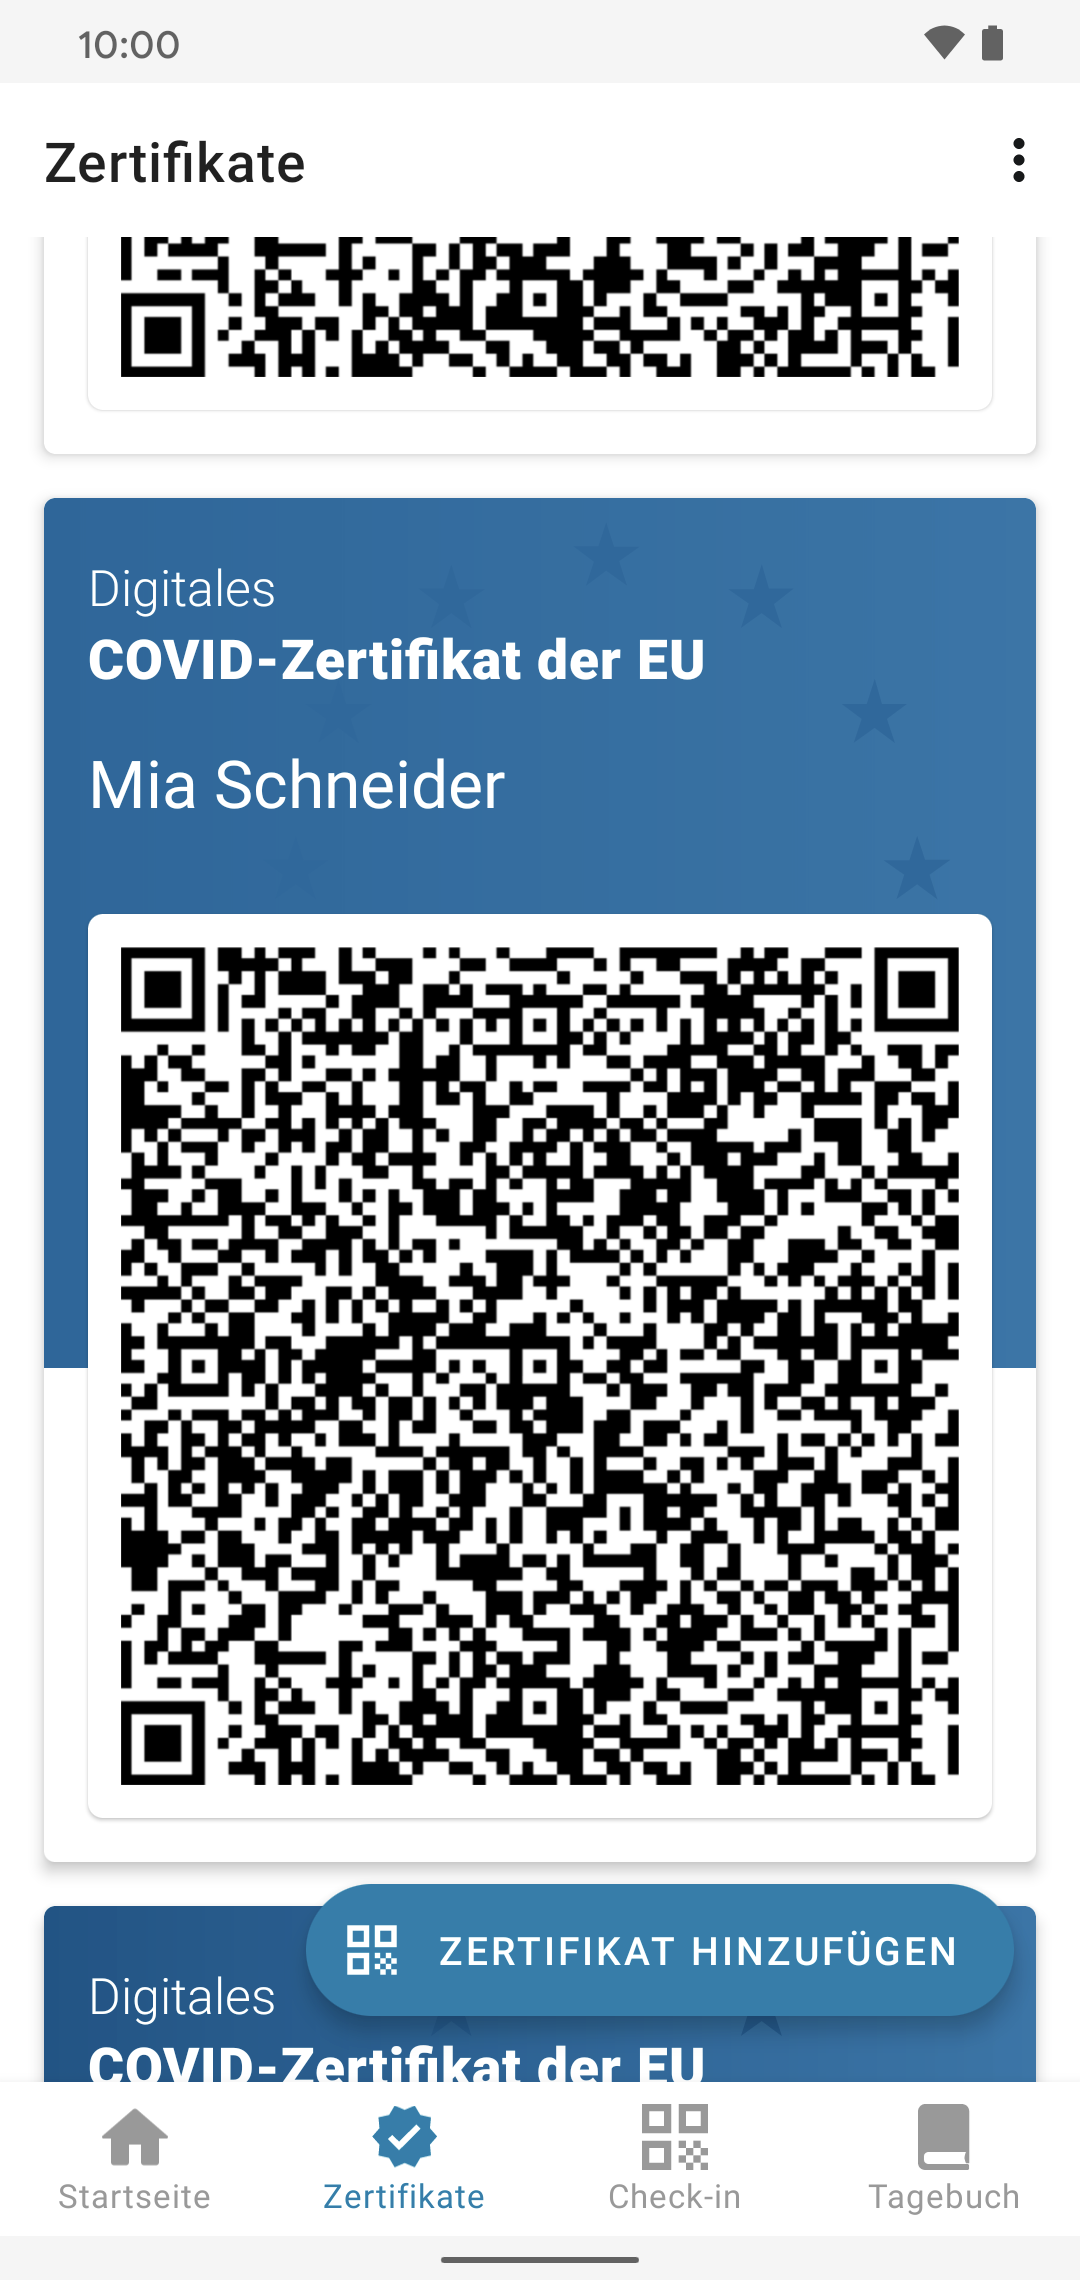 10:00
Zertifikate
Digitales
COVID-Zertifikat der EU
Mia Schneider
Digitales
COVID-Zertifikat der EU
ZERTIFIKAT HINZUFÜGEN
Startseite
Zertifikate
Check-in
Tagebuch